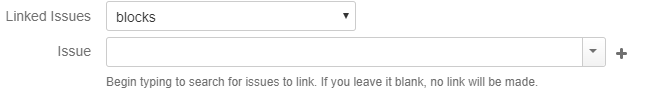 Linked Issues blocks
Issue
Begin typing to search for issues to link. If you leave it blank, no link will be made.